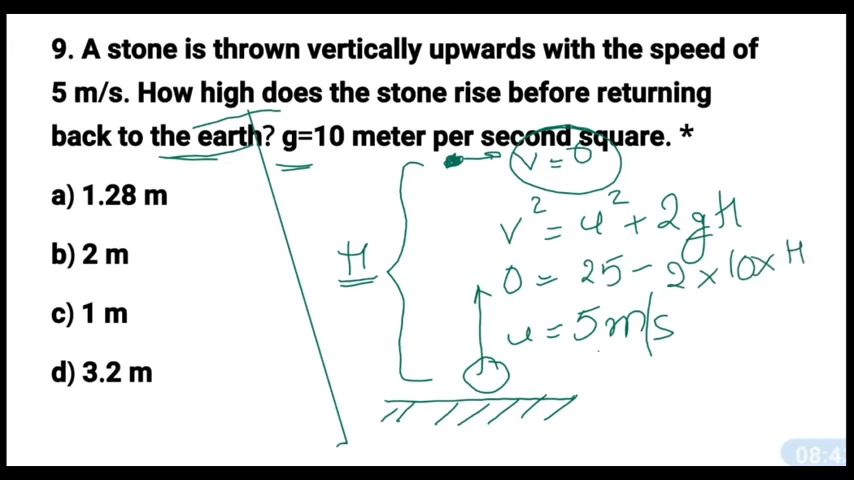 9. A stone is thrown vertically upwards with the speed of
5 m/s. How high does the stone rise before returning
back to the earth? g=10 meter per second square. *
v = 0
a) 1.28 m
v² = u² + 2gH
b) 2 m
H
0 = 25 - 2 × 10 × H
c) 1 m
u = 5m/s
d) 3.2 m
08:4